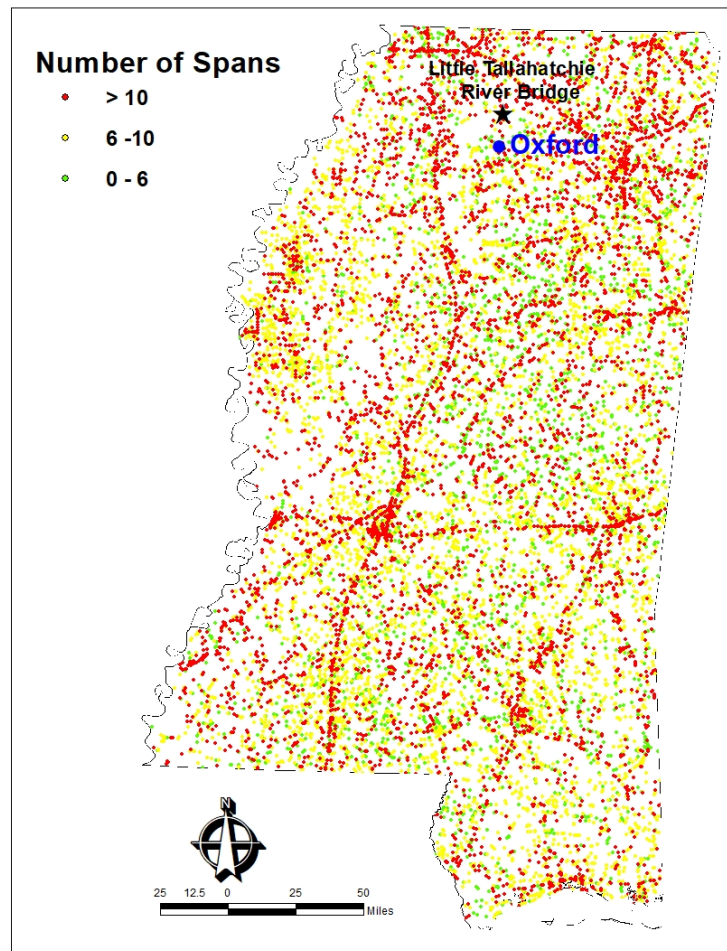 Number of Spans
> 10
6 -10
0 - 6
Little Tallahatchie
River Bridge
Oxford
N
25 12.5 0 25 50
Miles